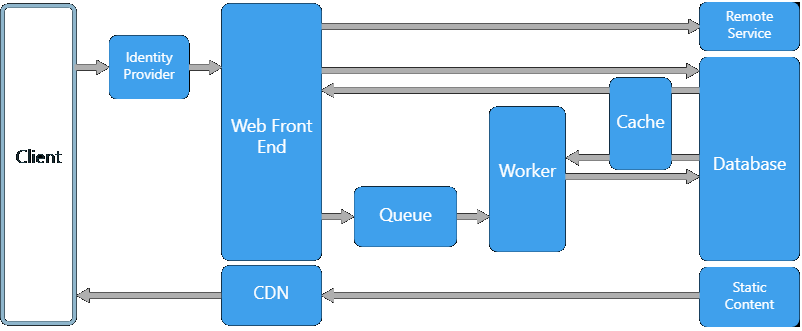 Remote
Service
Identity
Provider
Web Front
End
Cache
Client
Worker
Database
Queue
CDN
Static
Content